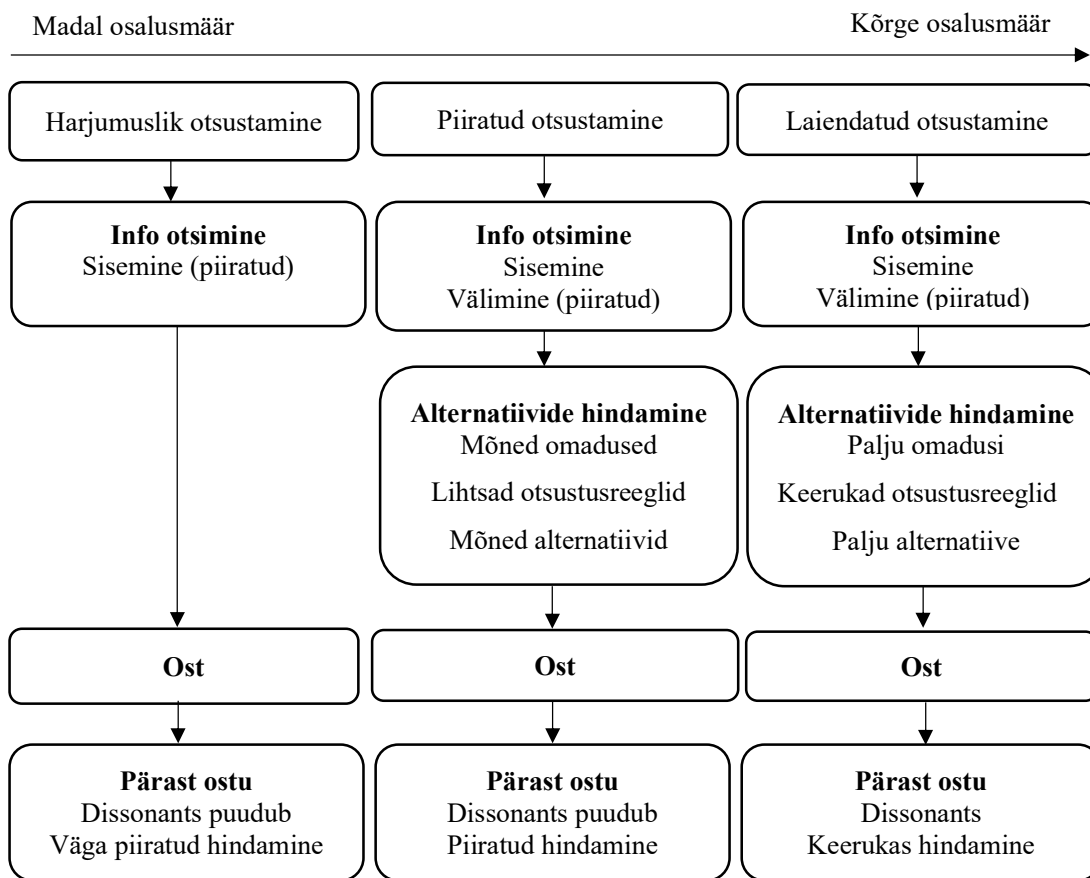 Madal osalusmäär
Kõrge osalusmäär
Harjumuslik otsustamine
Piiratud otsustamine
Laiendatud otsustamine
Info otsimine
Sisemine (piiratud)
Info otsimine
Sisemine
Välimine (piiratud)
Info otsimine
Sisemine
Välimine (piiratud)
Alternatiivide hindamine
Mõned omadused
Lihtsad otsustusreeglid
Mõned alternatiivid
Alternatiivide hindamine
Palju omadusi
Keerukad otsustusreeglid
Palju alternatiive
Ost
Ost
Ost
Pärast ostu
Dissonants puudub
Väga piiratud hindamine
Pärast ostu
Dissonants puudub
Piiratud hindamine
Pärast ostu
Dissonants
Keerukas hindamine